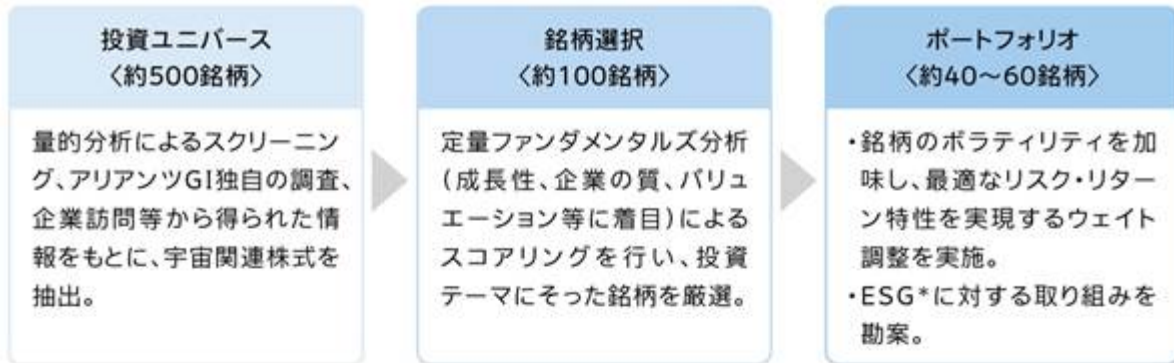 投資ユニバース
〈約500銘柄〉
量的分析によるスクリーニン
グ、アリアンツGI独自の調査、
企業訪問等から得られた情
報をもとに、宇宙関連株式を
抽出。
銘柄選択
〈約100銘柄〉
定量ファンダメンタルズ分析
(成長性、企業の質、バリュ
エーション等に着目)による
スコアリングを行い、投資
テーマにそった銘柄を厳選。
ポートフォリオ
〈約40～60銘柄〉
・銘柄のボラティリティを加
味し、最適なリスク・リター
ン特性を実現するウェイト
調整を実施。
・ESG*に対する取り組みを
勘案。